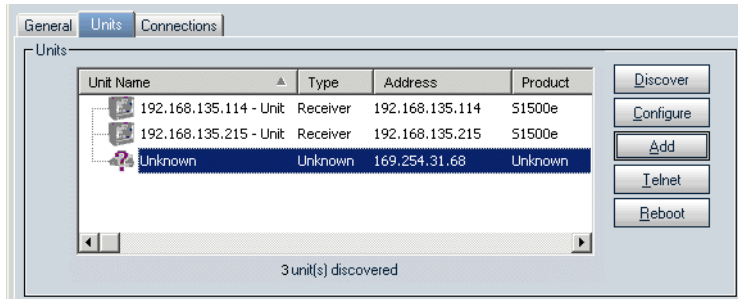 General Units Connections
Units
Unit Name Type Address Product
192.168.135.114 - Unit Receiver 192.168.135.114 S1500e
192.168.135.215 - Unit Receiver 192.168.135.215 S1500e
Unknown Unknown 169.254.31.68 Unknown
3 unit(s) discovered
Discover
Configure
Add
Telnet
Reboot